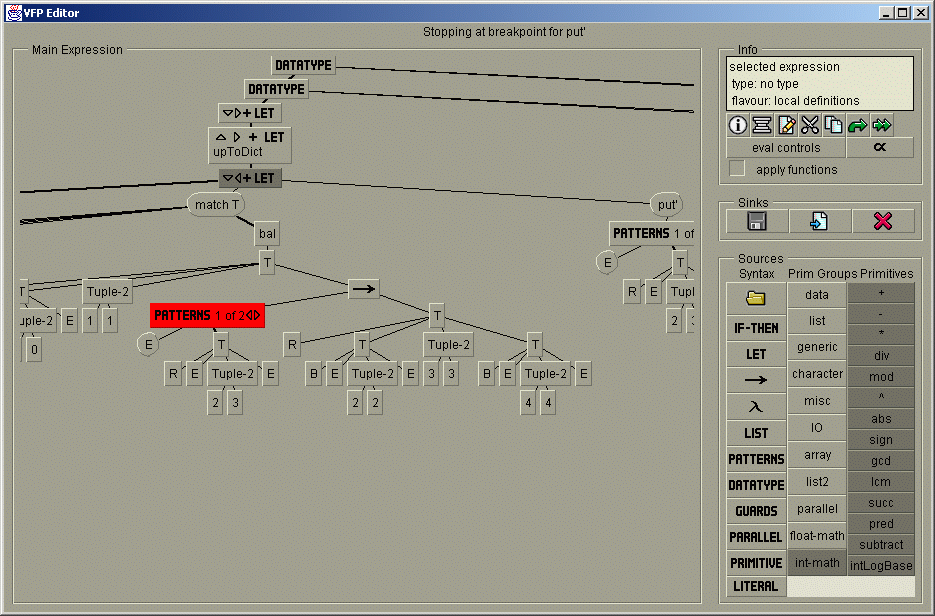 VFP Editor
Stopping at breakpoint for put'
Main Expression
DATATYPE
DATATYPE
+ LET
+ LET
upToDict
+ LET
match T
put'
bal
PATTERNS 1 of
T
E
T
T
Tuple-2
→
R
E
Tupl
uple-2
E
1
1
PATTERNS 1 of 2
T
2
0
E
T
R
T
Tuple-2
T
R
E
Tuple-2
E
B
E
Tuple-2
E
3
3
B
E
Tuple-2
E
2
3
2
2
4
4
Info
selected expression
type: no type
flavour: local definitions
eval controls
∝
apply functions
Sinks
Sources
Syntax
Prim Groups
Primitives
IF-THEN
LET
→
λ
LIST
PATTERNS
DATATYPE
GUARDS
PARALLEL
PRIMITIVE
LITERAL
data
list
generic
character
misc
IO
array
list2
parallel
float-math
int-math
+
-
*
div
mod
^
abs
sign
gcd
lcm
succ
pred
subtract
intLogBase